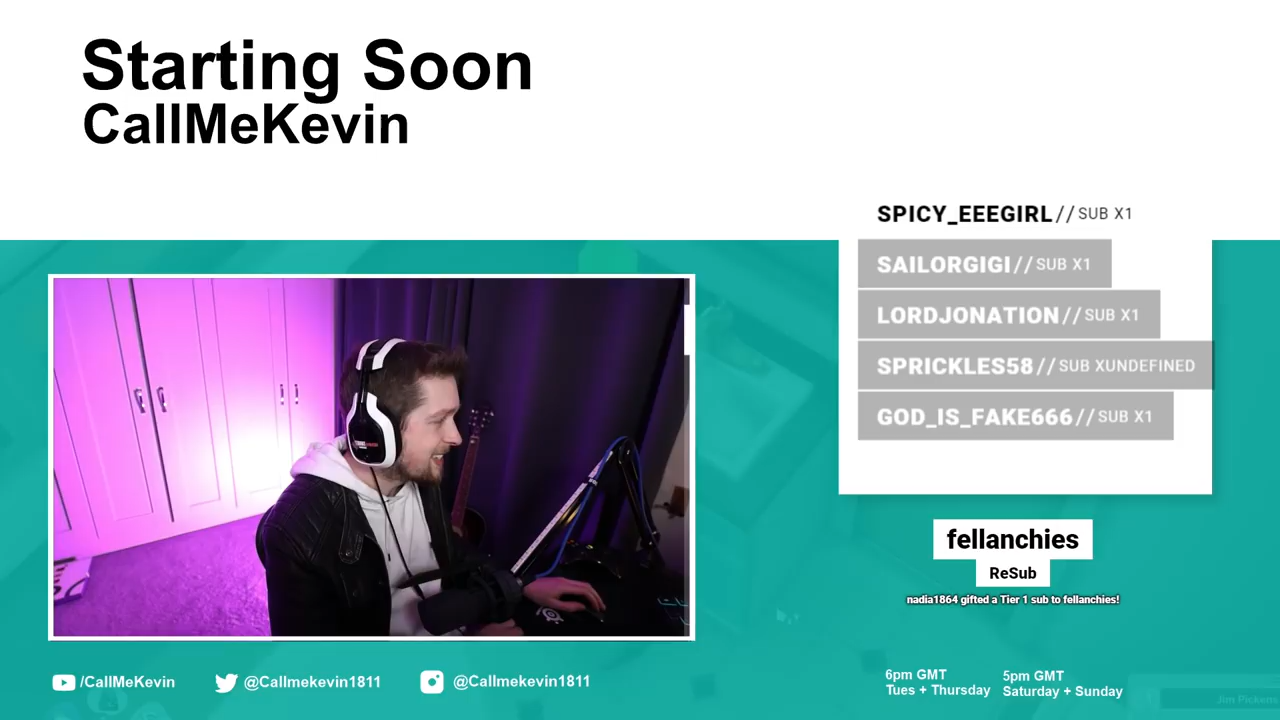 Starting Soon
CallMeKevin
SPICY_EEEGIRL // SUB X1
SAILORGIGI // SUB X1
LORDJONATION // SUB X1
SPRICKLES58 // SUB XUNDEFINED
GOD_IS_FAKE666 // SUB X1
fellanchies
ReSub
nadia1864 gifted a Tier 1 sub to fellanchies!
/CallMeKevin
@Callmekevin1811
@Callmekevin1811
6pm GMT
Tues + Thursday
5pm GMT
Saturday + Sunday